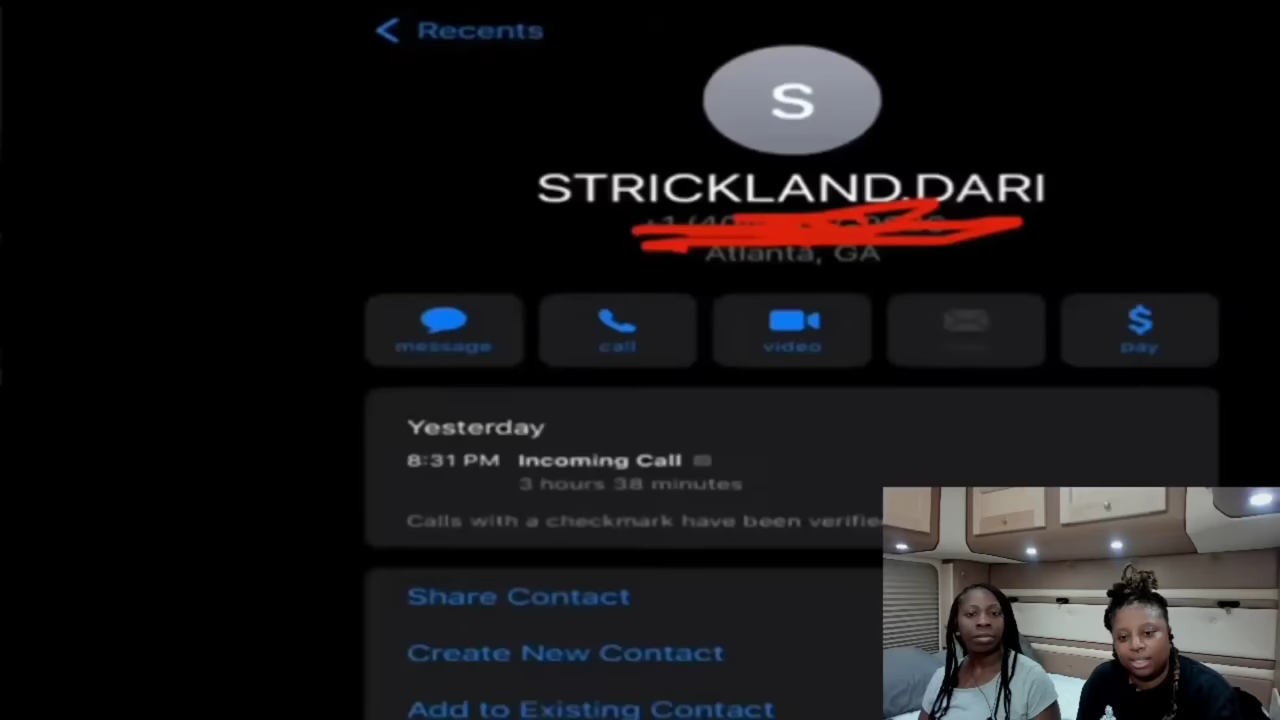 Recents
S
STRICKLAND,DARI
Atlanta, GA
message
call
video
pay
Yesterday
8:31 PM Incoming Call
3 hours 38 minutes
Calls with a checkmark have been verifie
Share Contact
Create New Contact
Add to Existing Contact